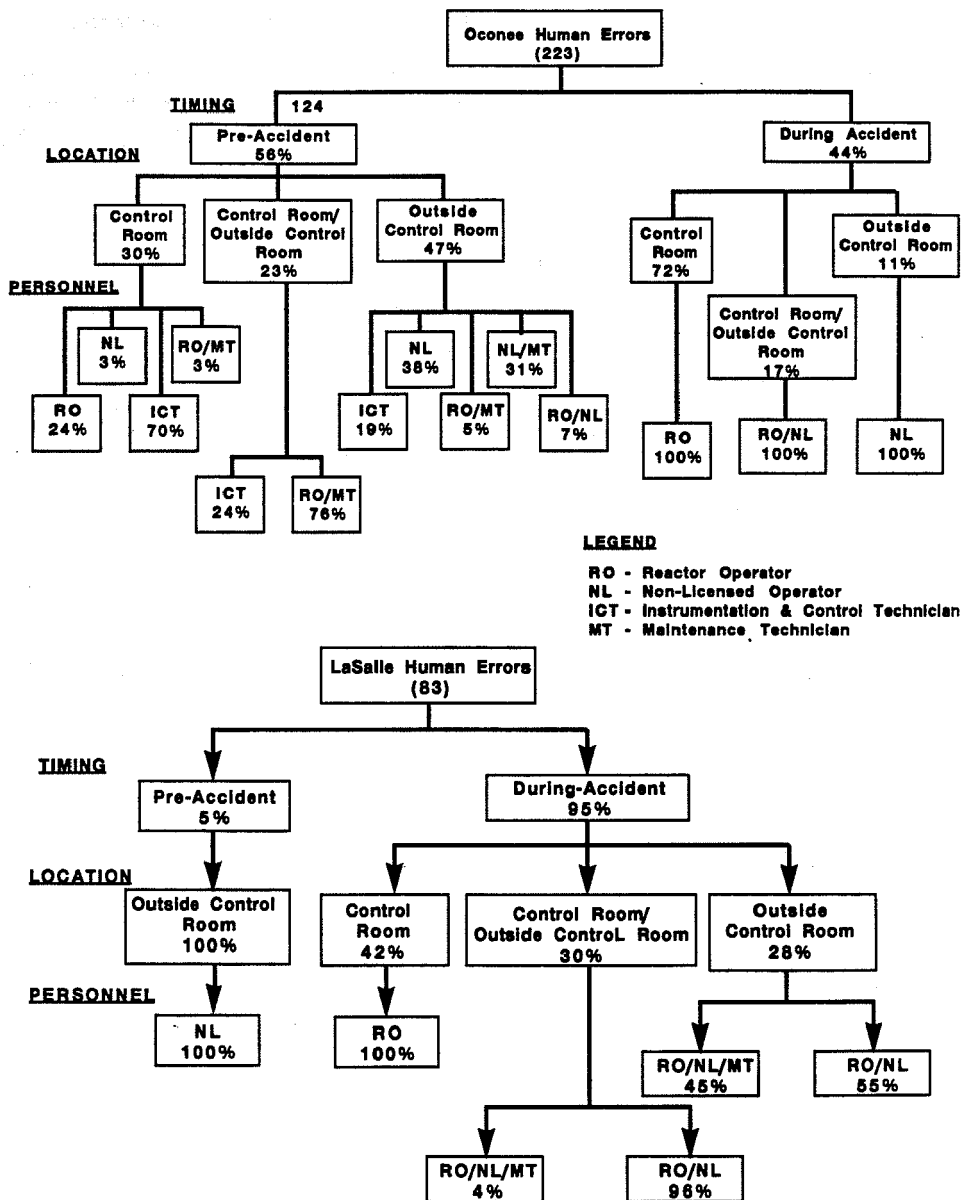 Oconee Human Errors
(223)
TIMING
124
Pre-Accident
56%
During Accident
44%
LOCATION
Control
Room
30%
Control Room/
Outside Control
Room
23%
Outside
Control Room
47%
Control
Room
72%
Control Room/
Outside Control
Room
17%
Outside
Control Room
11%
PERSONNEL
RO
24%
NL
3%
ICT
70%
RO/MT
3%
ICT
24%
RO/MT
76%
ICT
19%
NL
38%
RO/MT
5%
NL/MT
31%
RO/NL
7%
RO
100%
RO/NL
100%
NL
100%
LEGEND
RO - Reactor Operator
NL - Non-Licensed Operator
ICT - Instrumentation & Control Technician
MT - Maintenance Technician
LaSalle Human Errors
(83)
TIMING
Pre-Accident
5%
During-Accident
95%
LOCATION
Outside Control
Room
100%
Control
Room
42%
Control Room/
Outside ControL Room
30%
Outside
Control Room
28%
PERSONNEL
NL
100%
RO
100%
RO/NL/MT
45%
RO/NL
55%
RO/NL/MT
4%
RO/NL
96%